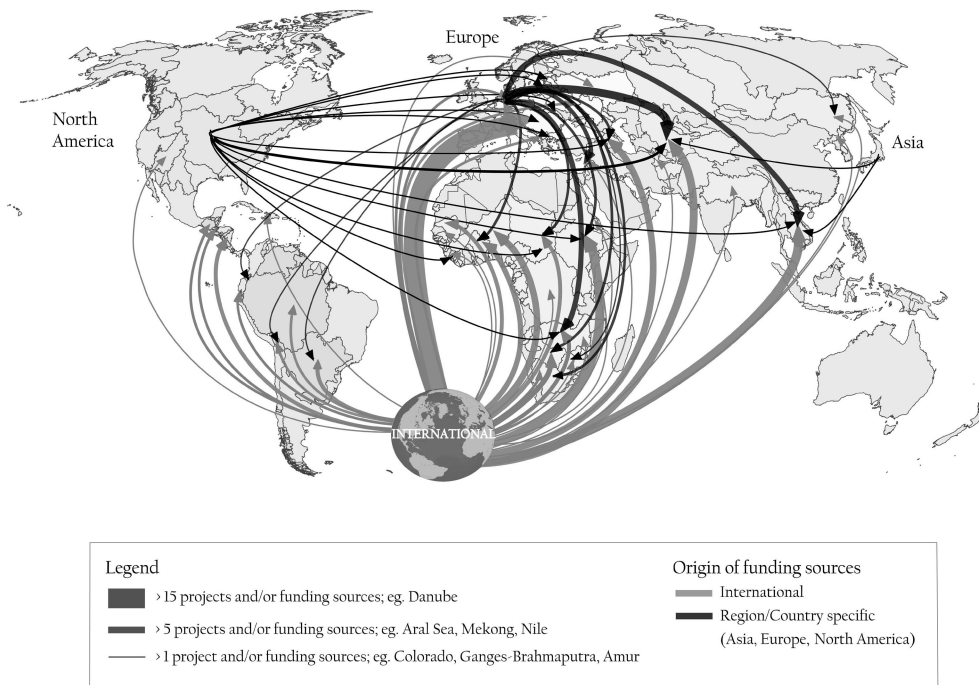 Europe
North
America
Asia
INTERNATIONAL
Legend
> 15 projects and/or funding sources; eg. Danube
> 5 projects and/or funding sources; eg. Aral Sea, Mekong, Nile
> 1 project and/or funding sources; eg. Colorado, Ganges-Brahmaputra, Amur
Origin of funding sources
International
Region/Country specific
(Asia, Europe, North America)